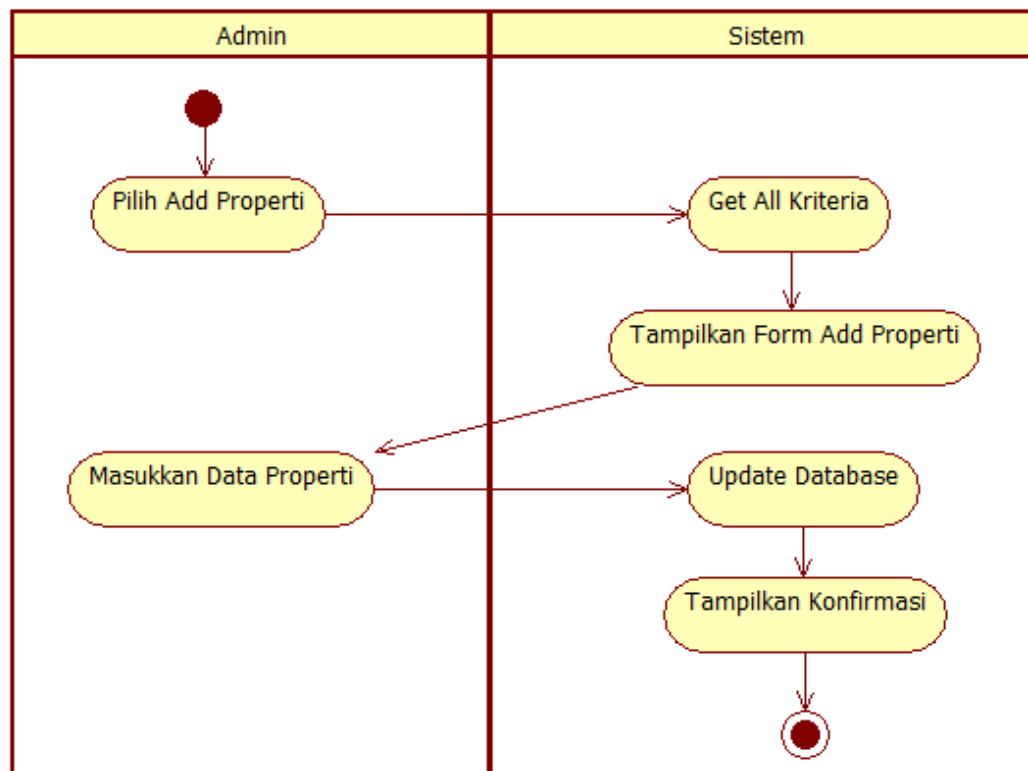 Admin
Sistem
Pilih Add Properti
Get All Kriteria
Tampilkan Form Add Properti
Masukkan Data Properti
Update Database
Tampilkan Konfirmasi